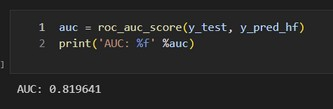 1 auc = roc_auc_score(y_test, y_pred_hf)
2 print('AUC: %f' %auc)
]
AUC: 0.819641